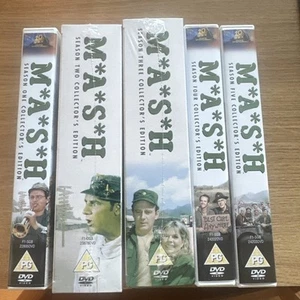 M*A*S*H
SEASON ONE COLLECTOR'S EDITION
PG
DVD
M*A*S*H
SEASON TWO COLLECTOR'S EDITION
PG
DVD
M*A*S*H
SEASON THREE COLLECTOR'S EDITION
PG
DVD
M*A*S*H
SEASON FOUR COLLECTOR'S EDITION
PG
DVD
M*A*S*H
SEASON FIVE COLLECTOR'S EDITION
PG
DVD